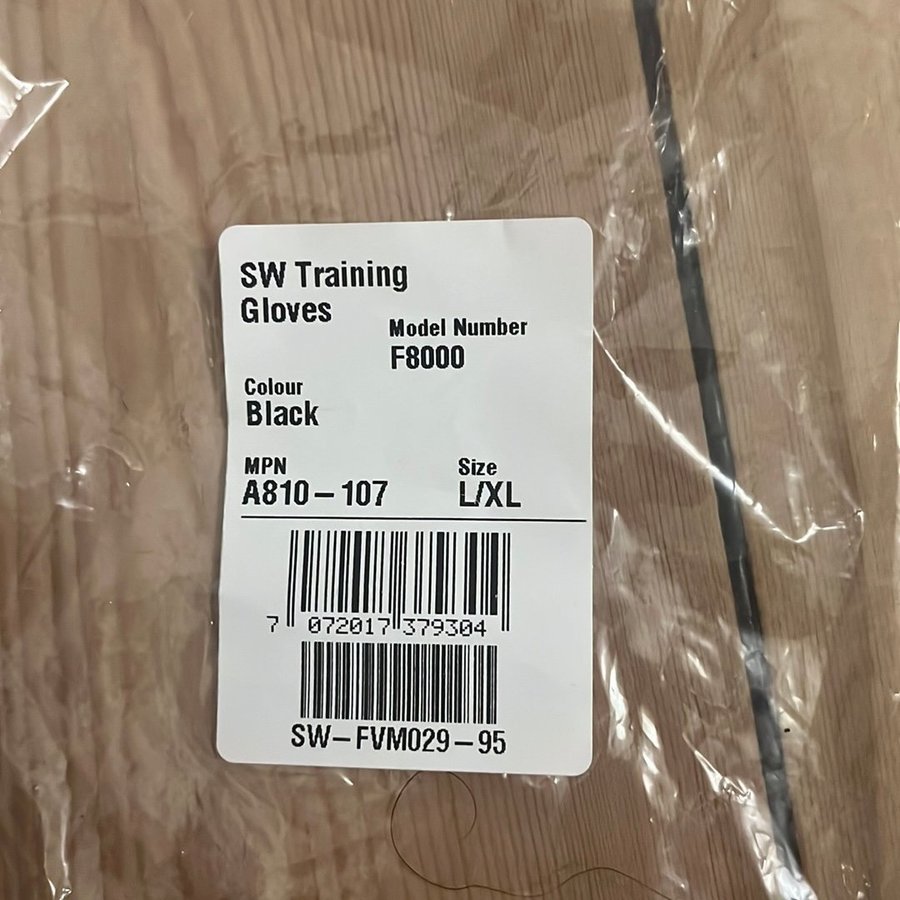 SW Training
Gloves
Model Number
F8000
Colour
Black
MPN
A810-107
Size
L/XL
7 072017 379304
SW-FVM029-95